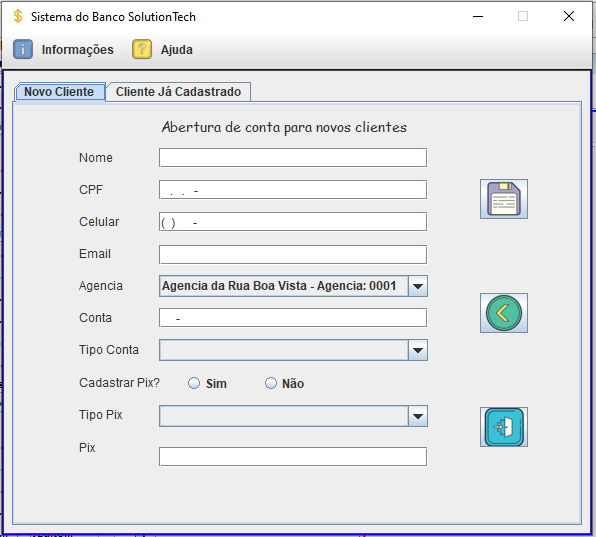 Sistema do Banco SolutionTech
Informações Ajuda
Novo Cliente Cliente Já Cadastrado
Abertura de conta para novos clientes
Nome
CPF . . -
Celular ( ) -
Email
Agencia Agencia da Rua Boa Vista - Agencia: 0001
Conta -
Tipo Conta
Cadastrar Pix? Sim Não
Tipo Pix
Pix